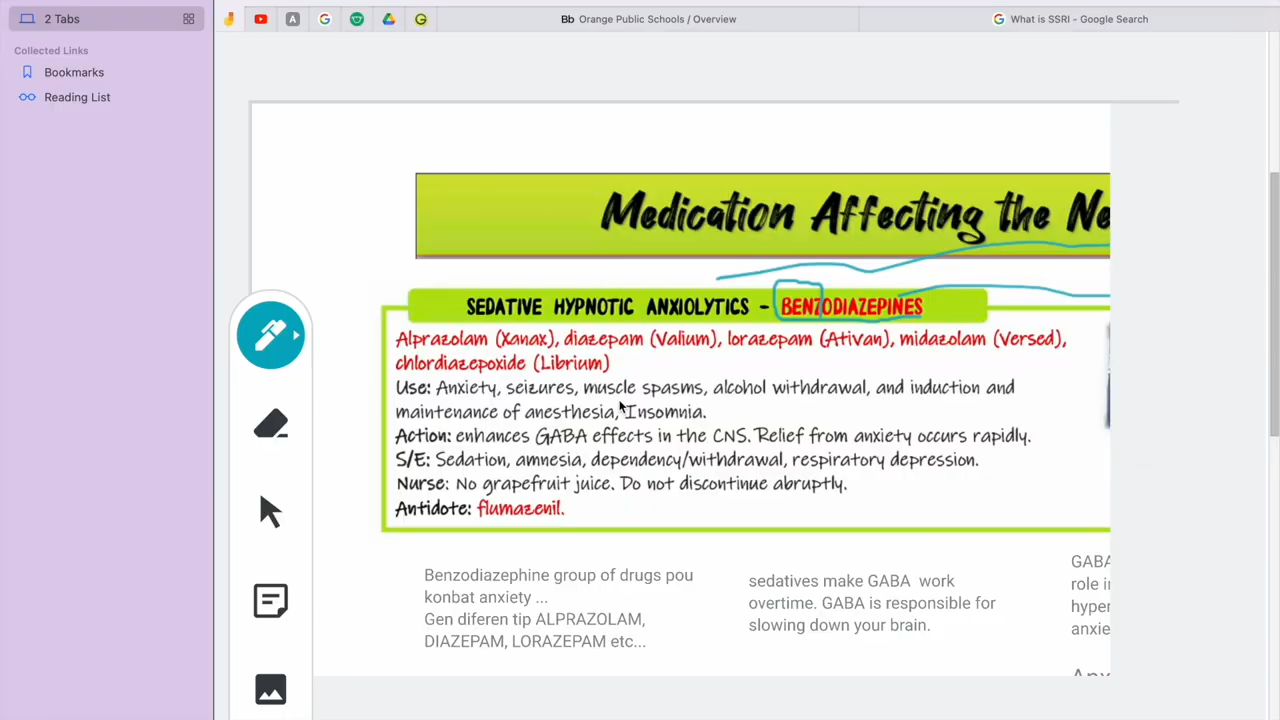 2 Tabs
Orange Public Schools / Overview
What is SSRI - Google Search
Collected Links
Bookmarks
Reading List
Medication Affecting the Ne
SEDATIVE HYPNOTIC ANXIOLYTICS - BENZODIAZEPINES
Alprazolam (Xanax), diazepam (Valium), lorazepam (Ativan), midazolam (Versed),
chlordiazepoxide (Librium)
Use: Anxiety, seizures, muscle spasms, alcohol withdrawal, and induction and
maintenance of anesthesia, Insomnia.
Action: enhances GABA effects in the CNS. Relief from anxiety occurs rapidly.
S/E: Sedation, amnesia, dependency/withdrawal, respiratory depression.
Nurse: No grapefruit juice. Do not discontinue abruptly.
Antidote: flumazenil.
Benzodiazephine group of drugs pou
konbat anxiety ...
Gen diferen tip ALPRAZOLAM,
DIAZEPAM, LORAZEPAM etc...
sedatives make GABA work
overtime. GABA is responsible for
slowing down your brain.
GABA
role i
hyper
anxie